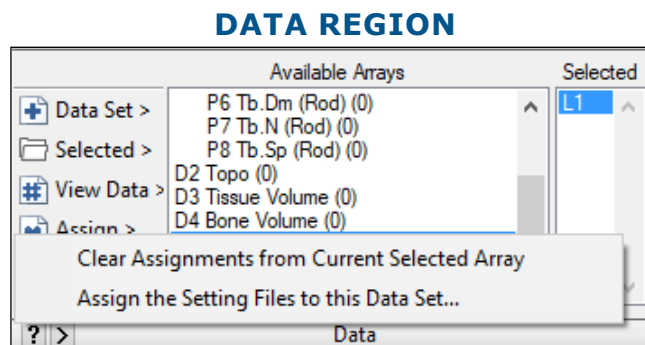 DATA REGION
Available Arrays
Selected
Data Set >
Selected >
View Data >
Assign >
P6 Tb.Dm (Rod) (0)
P7 Tb.N (Rod) (0)
P8 Tb.Sp (Rod) (0)
D2 Topo (0)
D3 Tissue Volume (0)
D4 Bone Volume (0)
L1
Clear Assignments from Current Selected Array
Assign the Setting Files to this Data Set...
? >
Data